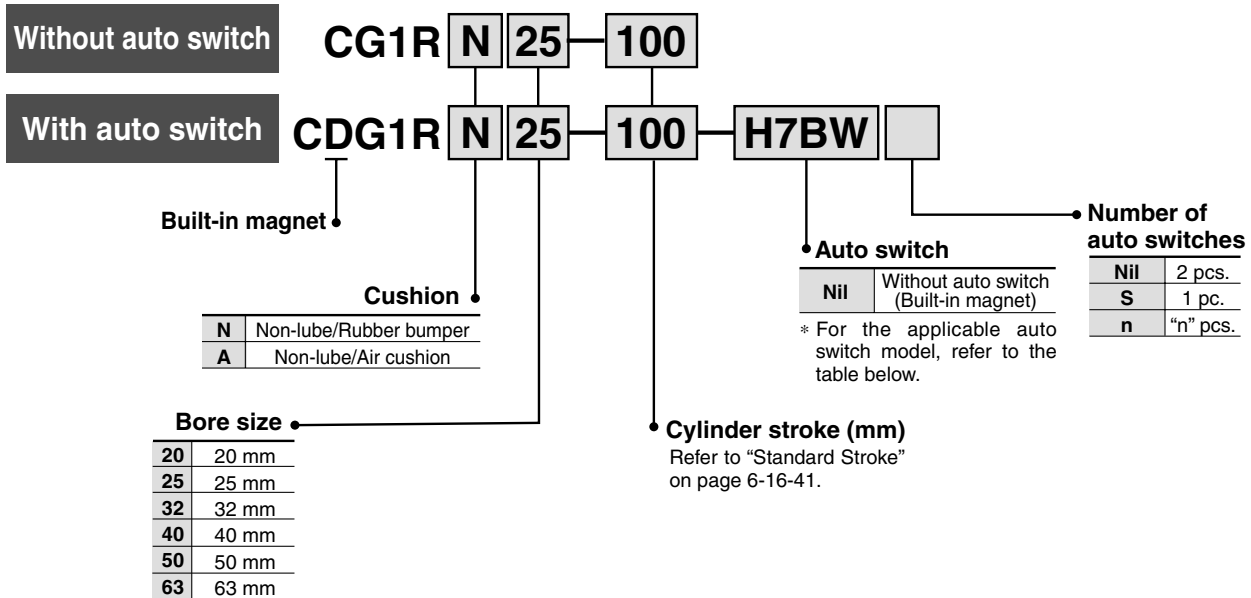 Without auto switch
CG1R N 25 — 100
With auto switch
CDG1R N 25 — 100 — H7BW
Built-in magnet
Cushion
N Non-lube/Rubber bumper
A Non-lube/Air cushion
Bore size
20 20 mm
25 25 mm
32 32 mm
40 40 mm
50 50 mm
63 63 mm
Cylinder stroke (mm)
Refer to “Standard Stroke”
on page 6-16-41.
Auto switch
Nil Without auto switch
(Built-in magnet)
* For the applicable auto
switch model, refer to the
table below.
Number of
auto switches
Nil 2 pcs.
S 1 pc.
n “n” pcs.